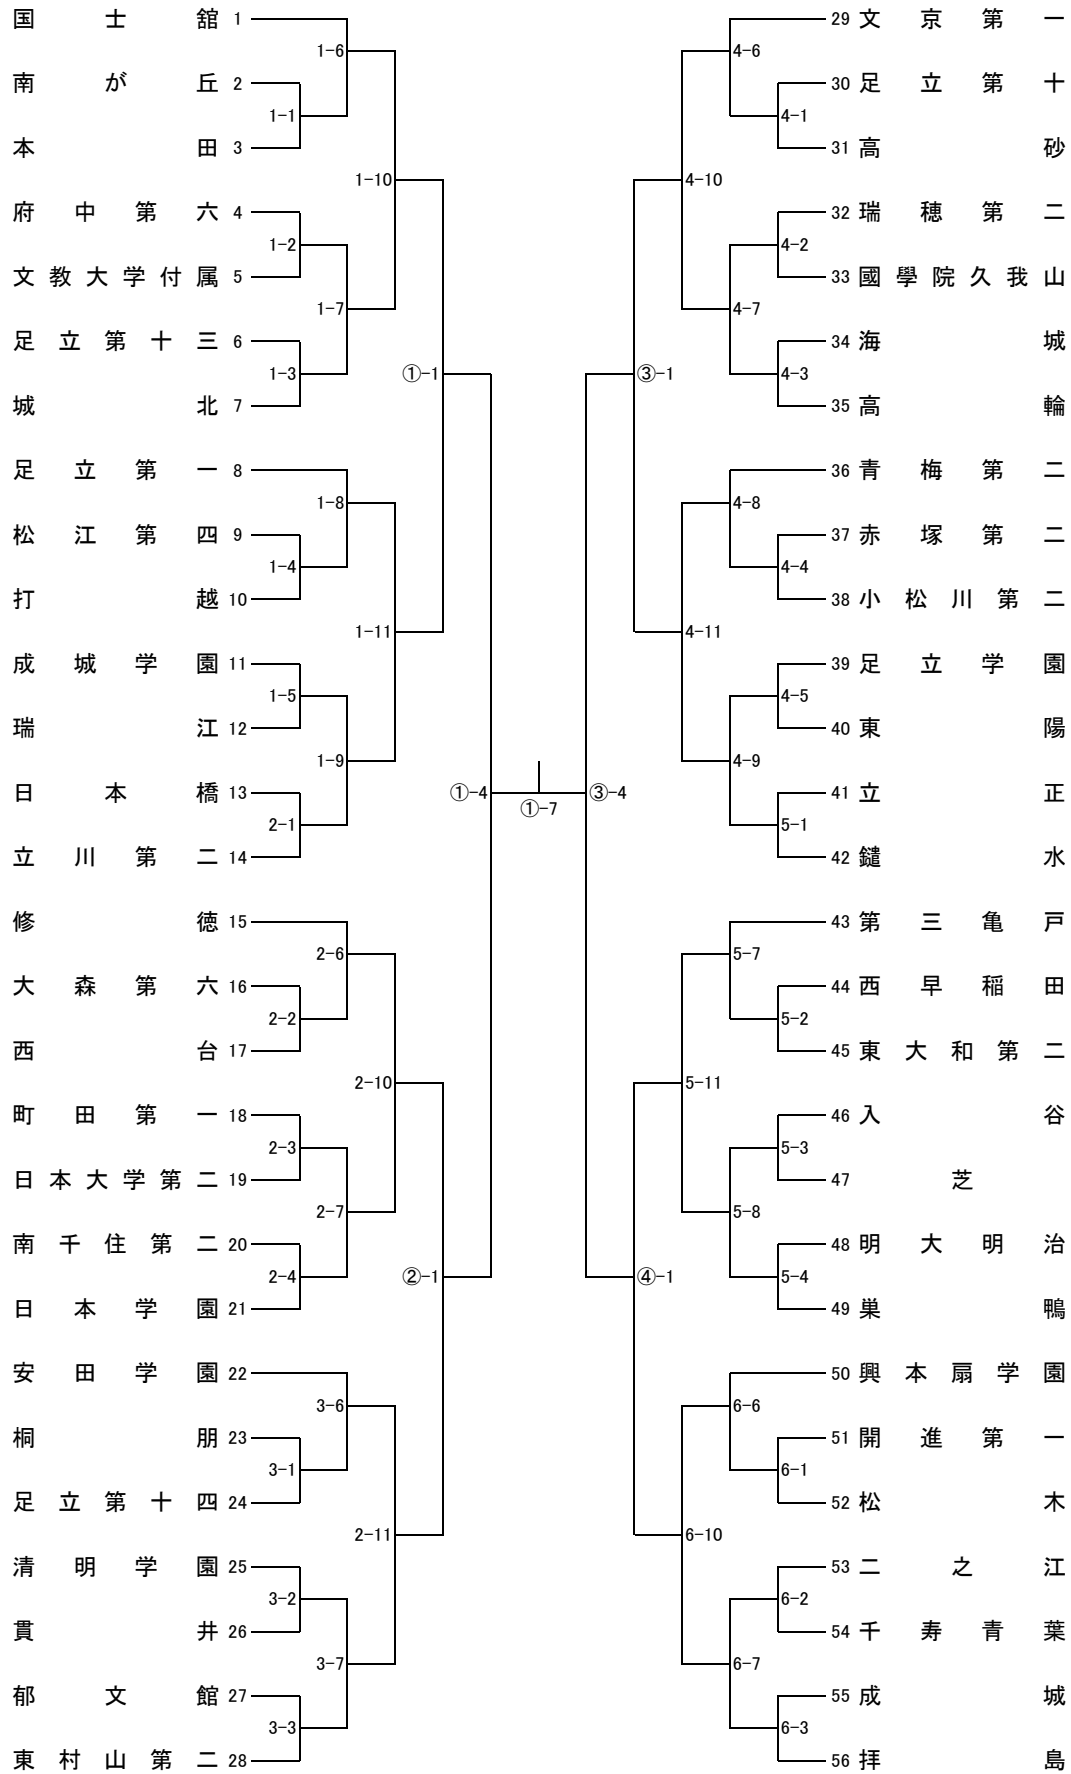 国士舘 1
南が丘 2
本田 3
府中第六 4
文教大学付属 5
足立第十三 6
城北 7
足立第一 8
松江第四 9
打越 10
成城学園 11
瑞江 12
日本橋 13
立川第二 14
修徳 15
大森第六 16
西台 17
町田第一 18
日本大学第二 19
南千住第二 20
日本学園 21
安田学園 22
桐朋 23
足立第十四 24
清明学園 25
貫井 26
郁文館 27
東村山第二 28
1-1
1-2
1-3
1-4
1-5
2-1
2-2
2-3
2-4
3-1
3-2
3-3
1-6
1-7
1-8
1-9
2-6
2-7
3-6
3-7
1-10
1-11
2-10
2-11
①-1
②-1
①-4
①-7
③-4
③-1
④-1
4-10
4-11
5-11
6-10
4-6
4-7
4-8
4-9
5-7
5-8
6-6
6-7
4-1
4-2
4-3
4-4
4-5
5-1
5-2
5-3
5-4
6-1
6-2
6-3
29 文京第一
30 足立第十
31 高砂
32 瑞穂第二
33 國學院久我山
34 海城
35 高輪
36 青梅第二
37 赤塚第二
38 小松川第二
39 足立学園
40 東陽
41 立正
42 鑓水
43 第三亀戸
44 西早稲田
45 東大和第二
46 入谷
47 芝
48 明大明治
49 巣鴨
50 興本扇学園
51 開進第一
52 松木
53 二之江
54 千寿青葉
55 成城
56 拝島